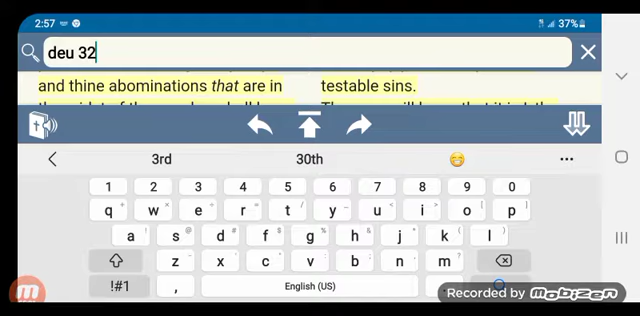 2:57
37%
deu 32
and thine abominations that are in
testable sins.
3rd
30th
...
1 2 3 4 5 6 7 8 9 0
q w e r t y u i o p
a s d f g h j k l
z x c v b n m
!#1 , English (US)
Recorded by MOBIZEN